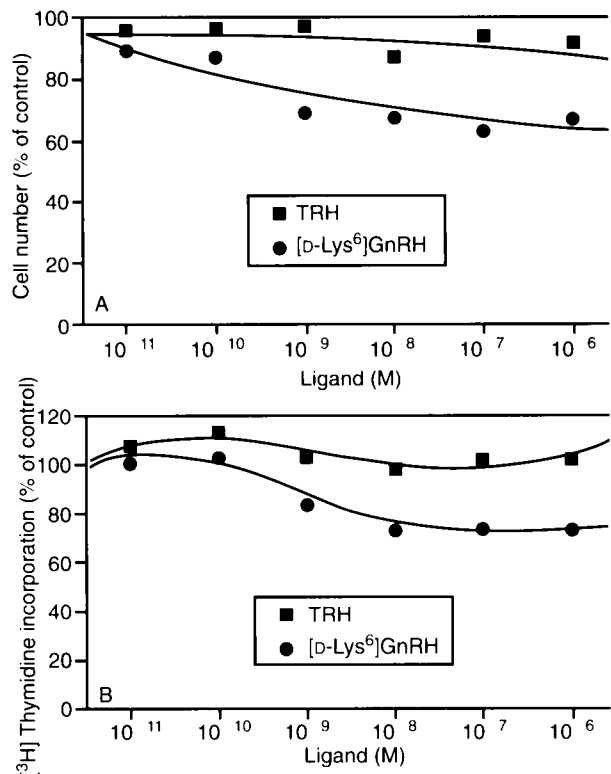 Cell number (% of control)
100
80
60
40
20
0
TRH
[D-Lys⁶]GnRH
A
10 ¹¹ 10 ¹⁰ 10 ⁹ 10 ⁸ 10 ⁷ 10 ⁶
Ligand (M)
³H] Thymidine incorporation (% of control)
120
100
80
60
40
20
0
TRH
[D-Lys⁶]GnRH
B
10 ¹¹ 10 ¹⁰ 10 ⁹ 10 ⁸ 10 ⁷ 10 ⁶
Ligand (M)